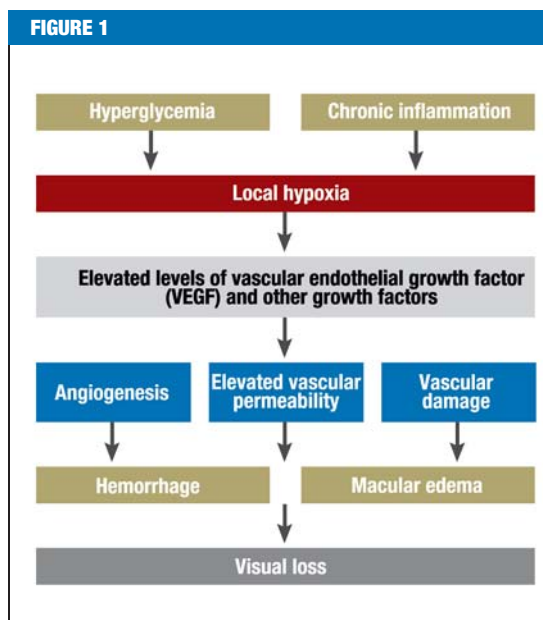 FIGURE 1
Hyperglycemia
Chronic inflammation
Local hypoxia
Elevated levels of vascular endothelial growth factor
(VEGF) and other growth factors
Angiogenesis
Elevated vascular
permeability
Vascular
damage
Hemorrhage
Macular edema
Visual loss